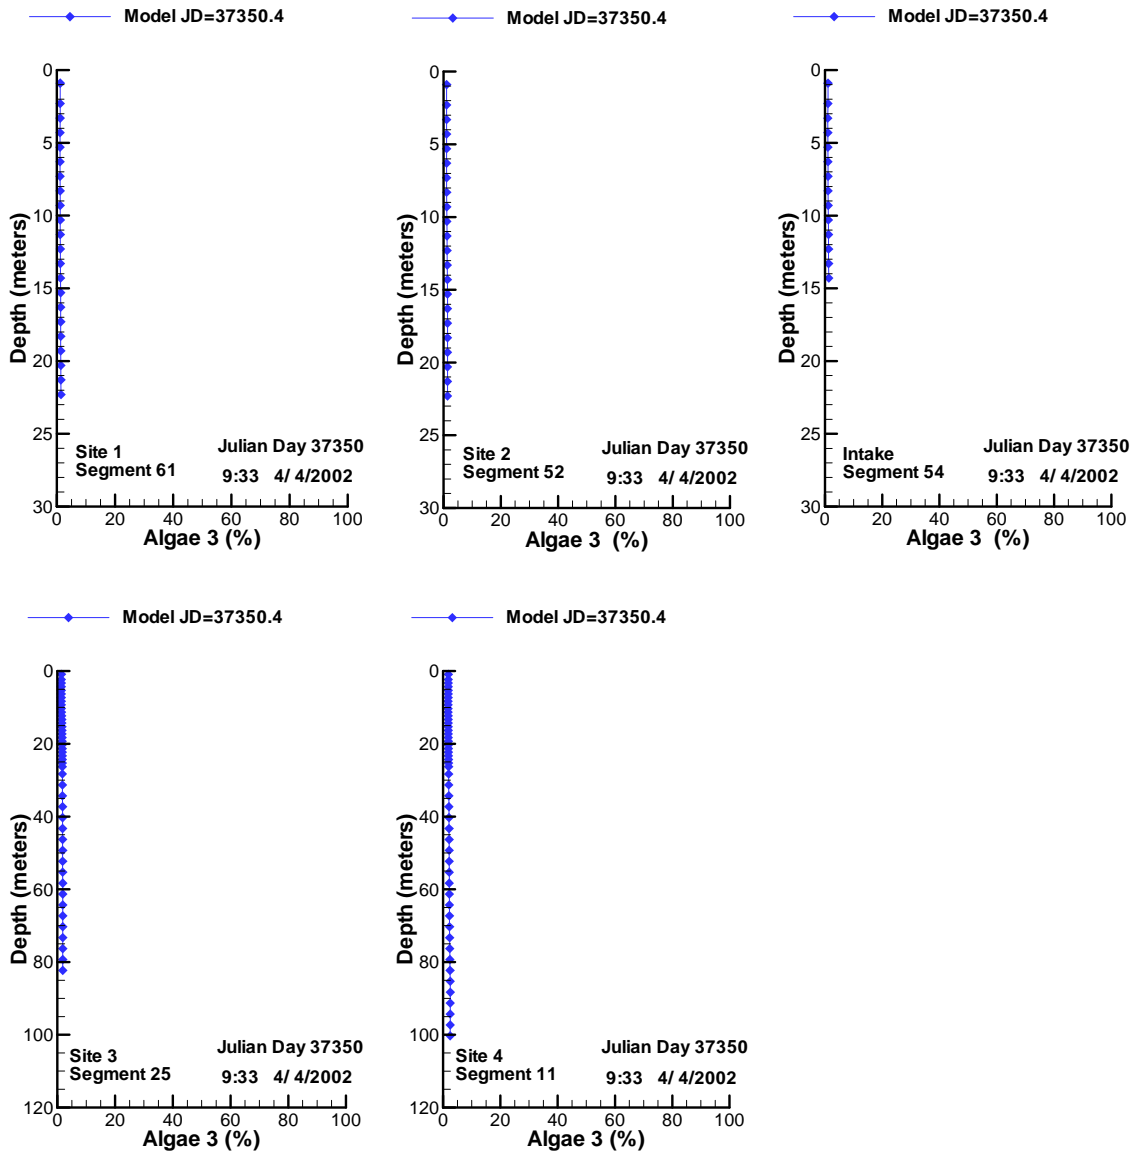 Model JD=37350.4
Model JD=37350.4
Model JD=37350.4
0
5
10
15
20
25
30
Depth (meters)
Site 1
Segment 61
Julian Day 37350
9:33 4/ 4/2002
0 20 40 60 80 100
Algae 3 (%)
0
5
10
15
20
25
30
Depth (meters)
Site 2
Segment 52
Julian Day 37350
9:33 4/ 4/2002
0 20 40 60 80 100
Algae 3 (%)
0
5
10
15
20
25
30
Depth (meters)
Intake
Segment 54
Julian Day 37350
9:33 4/ 4/2002
0 20 40 60 80 100
Algae 3 (%)
Model JD=37350.4
Model JD=37350.4
0
20
40
60
80
100
120
Depth (meters)
Site 3
Segment 25
Julian Day 37350
9:33 4/ 4/2002
0 20 40 60 80 100
Algae 3 (%)
0
20
40
60
80
100
120
Depth (meters)
Site 4
Segment 11
Julian Day 37350
9:33 4/ 4/2002
0 20 40 60 80 100
Algae 3 (%)